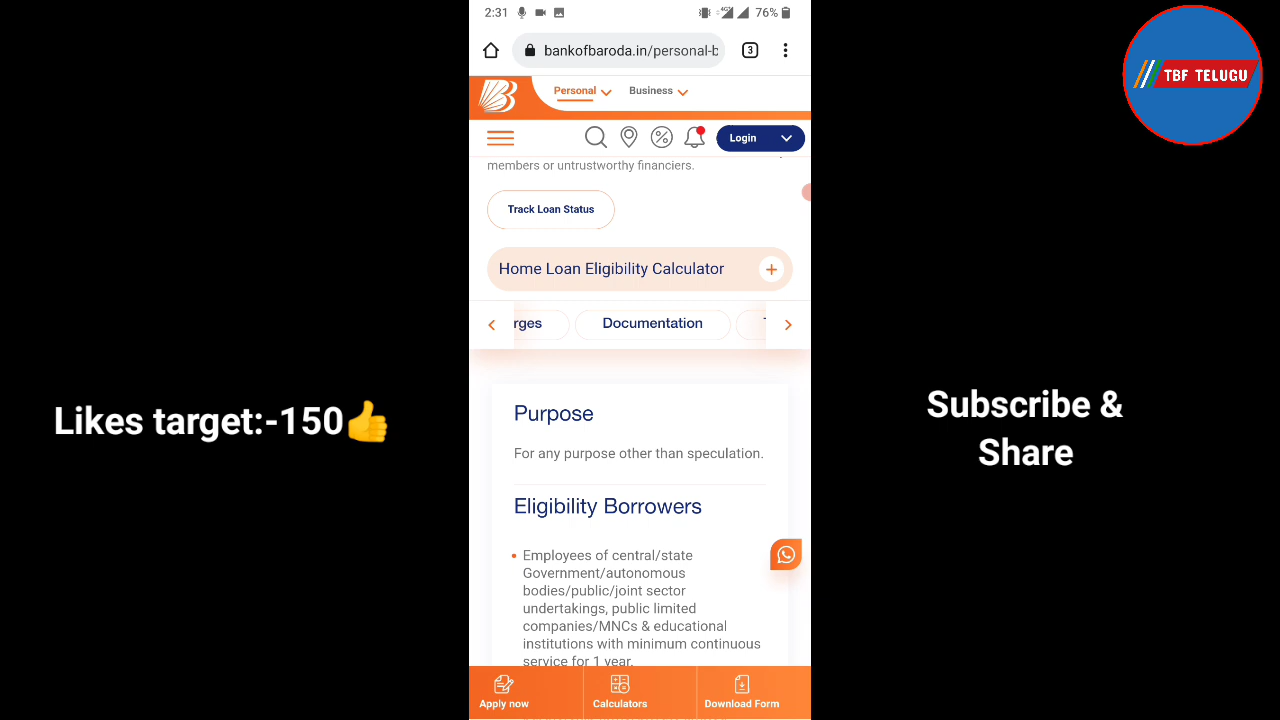 2:31
4G
76%
bankofbaroda.in/personal-b
3
Personal
Business
Login
members or untrustworthy financiers.
Track Loan Status
Home Loan Eligibility Calculator
rges
Documentation
Purpose
For any purpose other than speculation.
Eligibility Borrowers
Employees of central/state
Government/autonomous
bodies/public/joint sector
undertakings, public limited
companies/MNCs & educational
institutions with minimum continuous
service for 1 year.
Apply now
Calculators
Download Form
Likes target:-150👍
TBF TELUGU
Subscribe &
Share